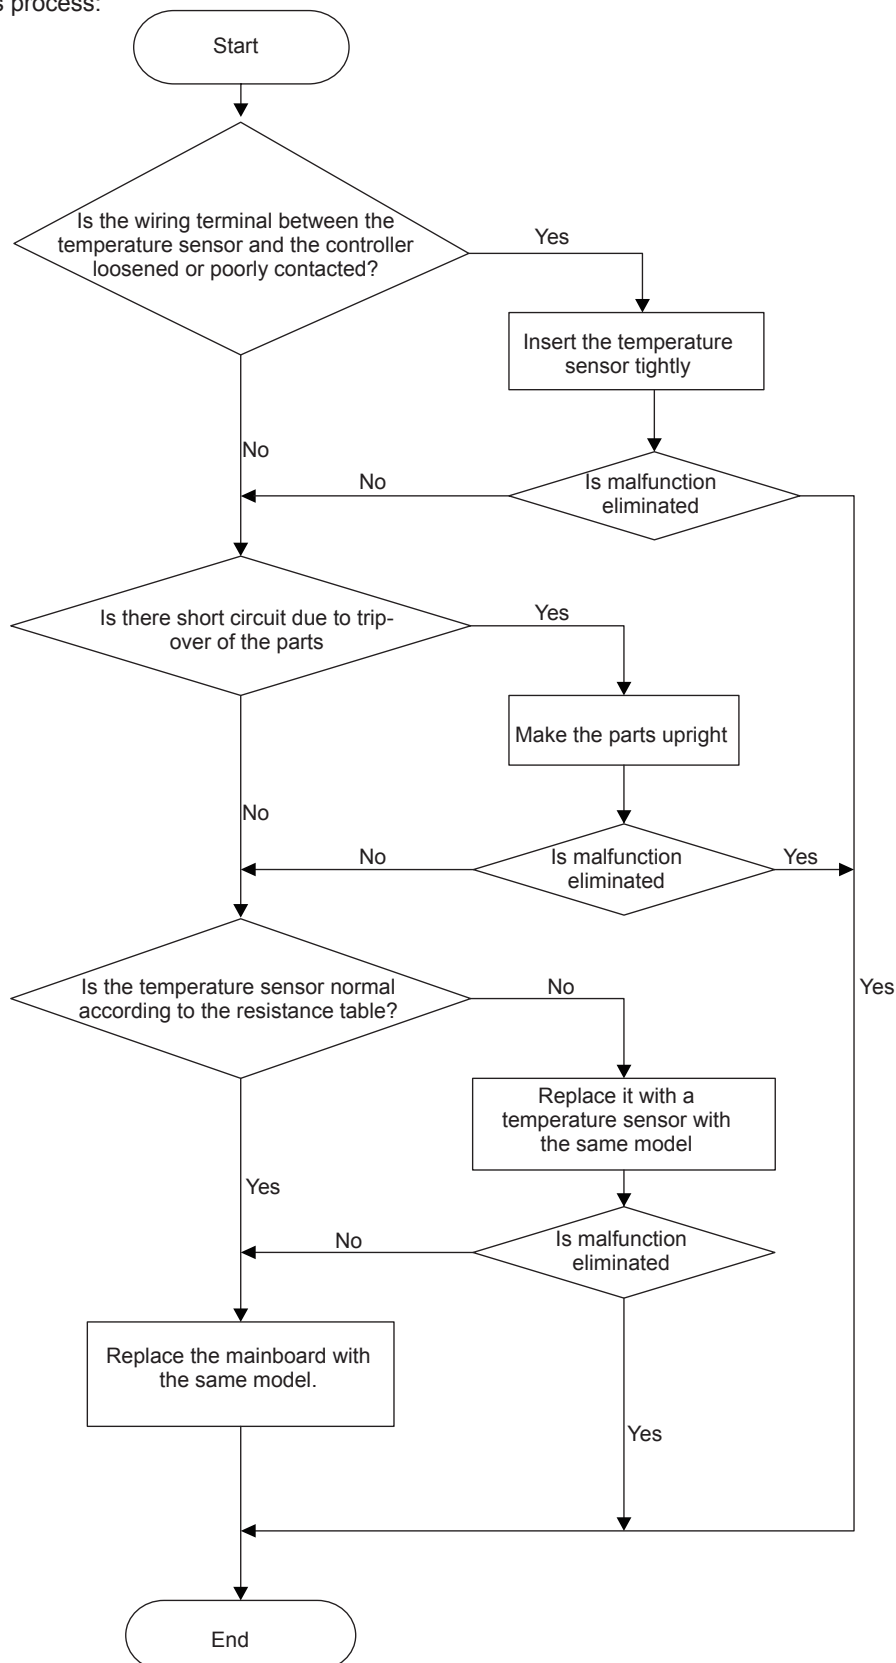 process:
Start
Is the wiring terminal between the
temperature sensor and the controller
loosened or poorly contacted?
Yes
Insert the temperature
sensor tightly
No
No
Is malfunction
eliminated
Is there short circuit due to trip-
over of the parts
Yes
Make the parts upright
No
No
Is malfunction
eliminated
Yes
Yes
Is the temperature sensor normal
according to the resistance table?
No
Replace it with a
temperature sensor with
the same model
Yes
No
Is malfunction
eliminated
Replace the mainboard with
the same model.
Yes
End